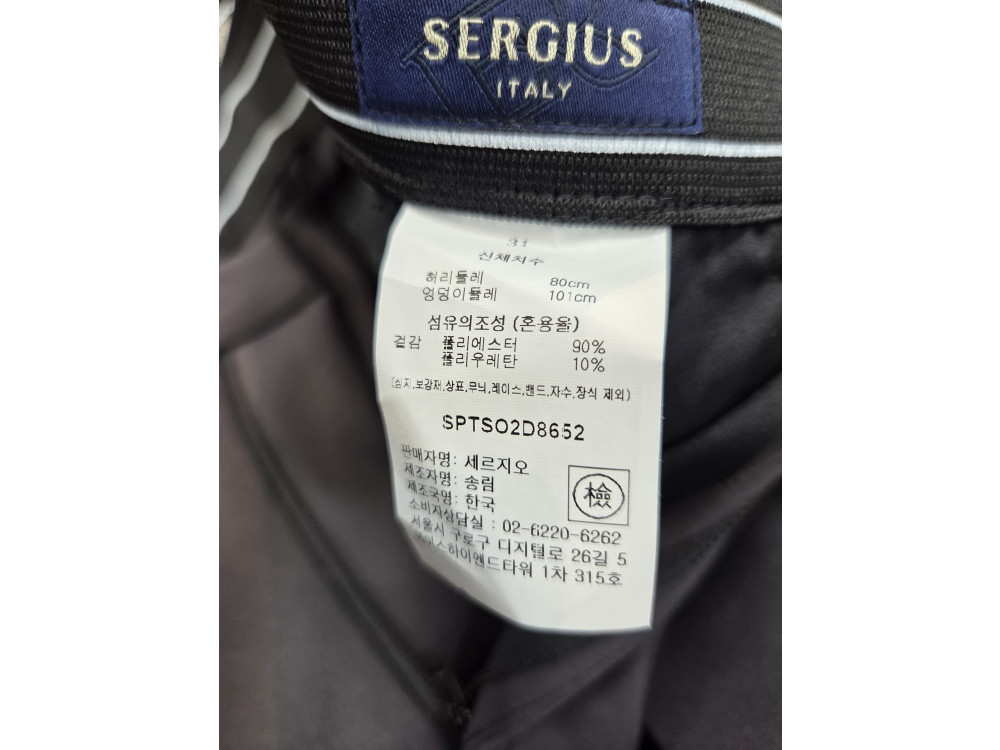 SERGIUS
ITALY
31
신체치수
허리둘레 80cm
엉덩이둘레 101cm
섬유의조성 (혼용율)
겉감 폴리에스터 90%
폴리우레탄 10%
(심지,보강재,상표,무늬,레이스,밴드,자수,장식 제외)
SPTSO2D8652
판매자명: 세르지오
제조자명: 송림
제조국명: 한국
檢
소비자상담실 : 02-6220-6262
서울시 구로구 디지털로 26길 5
에이스하이엔드타워 1차 315호